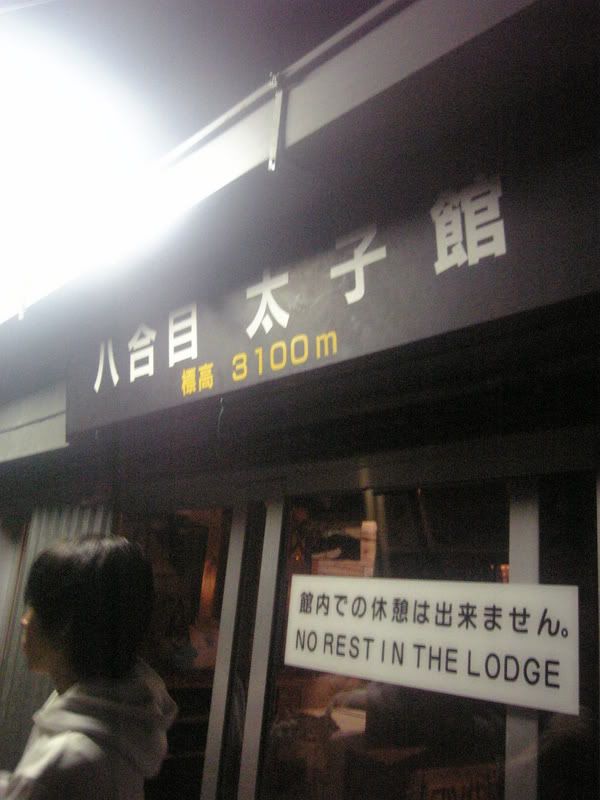 八合目 太子館
標高 3100m
館内での休憩は出来ません。
NO REST IN THE LODGE